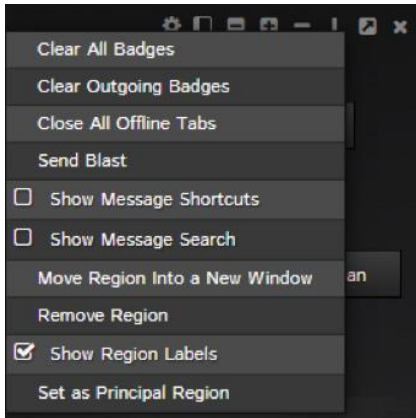 Clear All Badges
Clear Outgoing Badges
Close All Offline Tabs
Send Blast
Show Message Shortcuts
Show Message Search
Move Region Into a New Window
an
Remove Region
Show Region Labels
Set as Principal Region